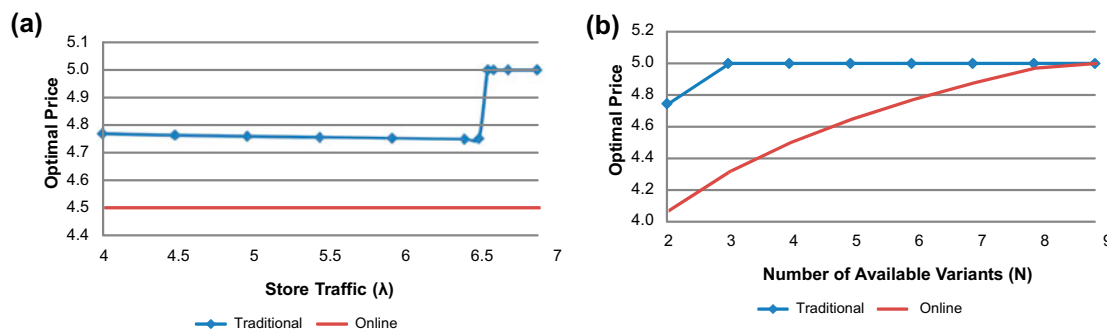 (a)
Optimal Price
5.1
5.0
4.9
4.8
4.7
4.6
4.5
4.4
4 4.5 5 5.5 6 6.5 7
Store Traffic (λ)
Traditional Online
(b)
Optimal Price
5.2
5.0
4.8
4.6
4.4
4.2
4.0
2 3 4 5 6 7 8 9
Number of Available Variants (N)
Traditional Online